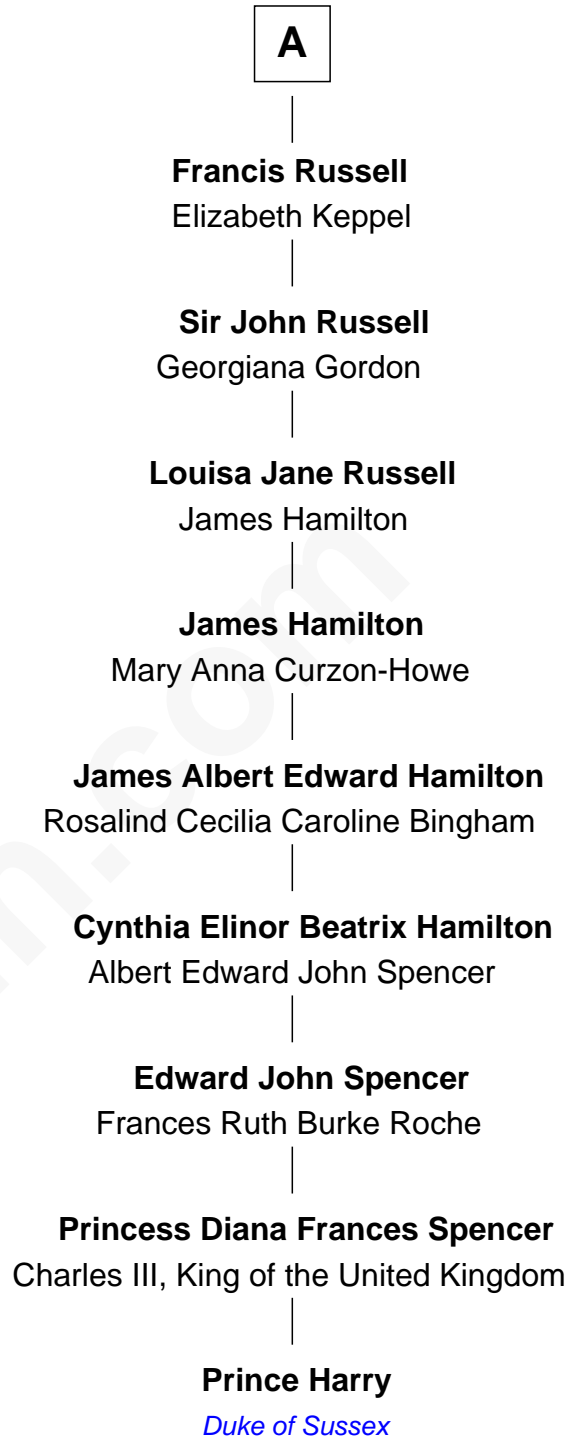 A
Francis Russell
Elizabeth Keppel
Sir John Russell
Georgiana Gordon
Louisa Jane Russell
James Hamilton
James Hamilton
Mary Anna Curzon-Howe
James Albert Edward Hamilton
Rosalind Cecilia Caroline Bingham
Cynthia Elinor Beatrix Hamilton
Albert Edward John Spencer
Edward John Spencer
Frances Ruth Burke Roche
Princess Diana Frances Spencer
Charles III, King of the United Kingdom
Prince Harry
Duke of Sussex